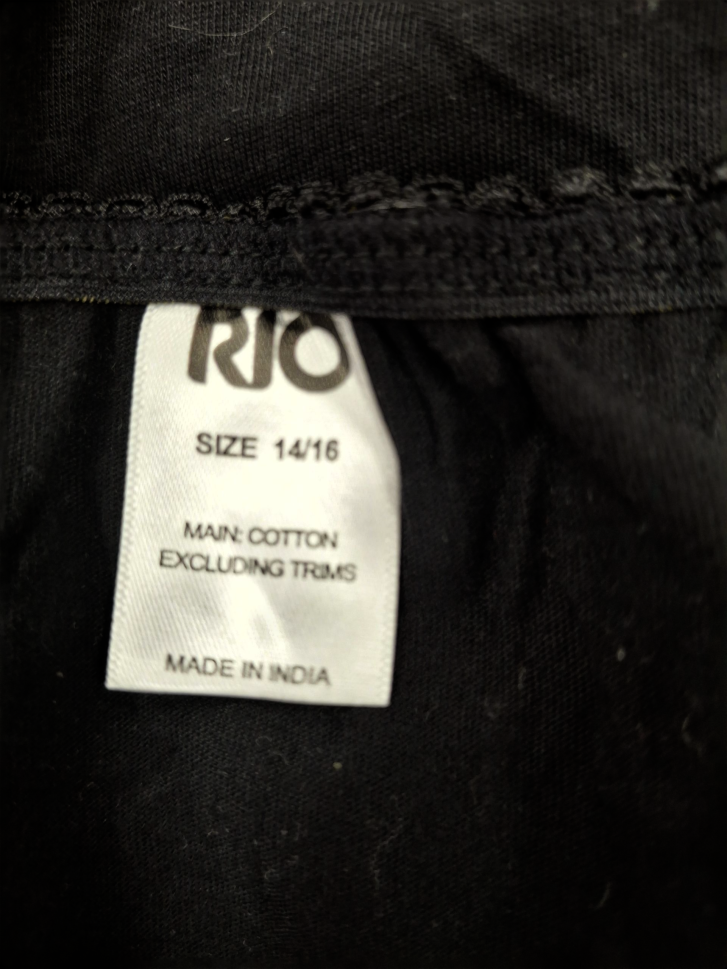 RIO
SIZE 14/16
MAIN: COTTON
EXCLUDING TRIMS
MADE IN INDIA